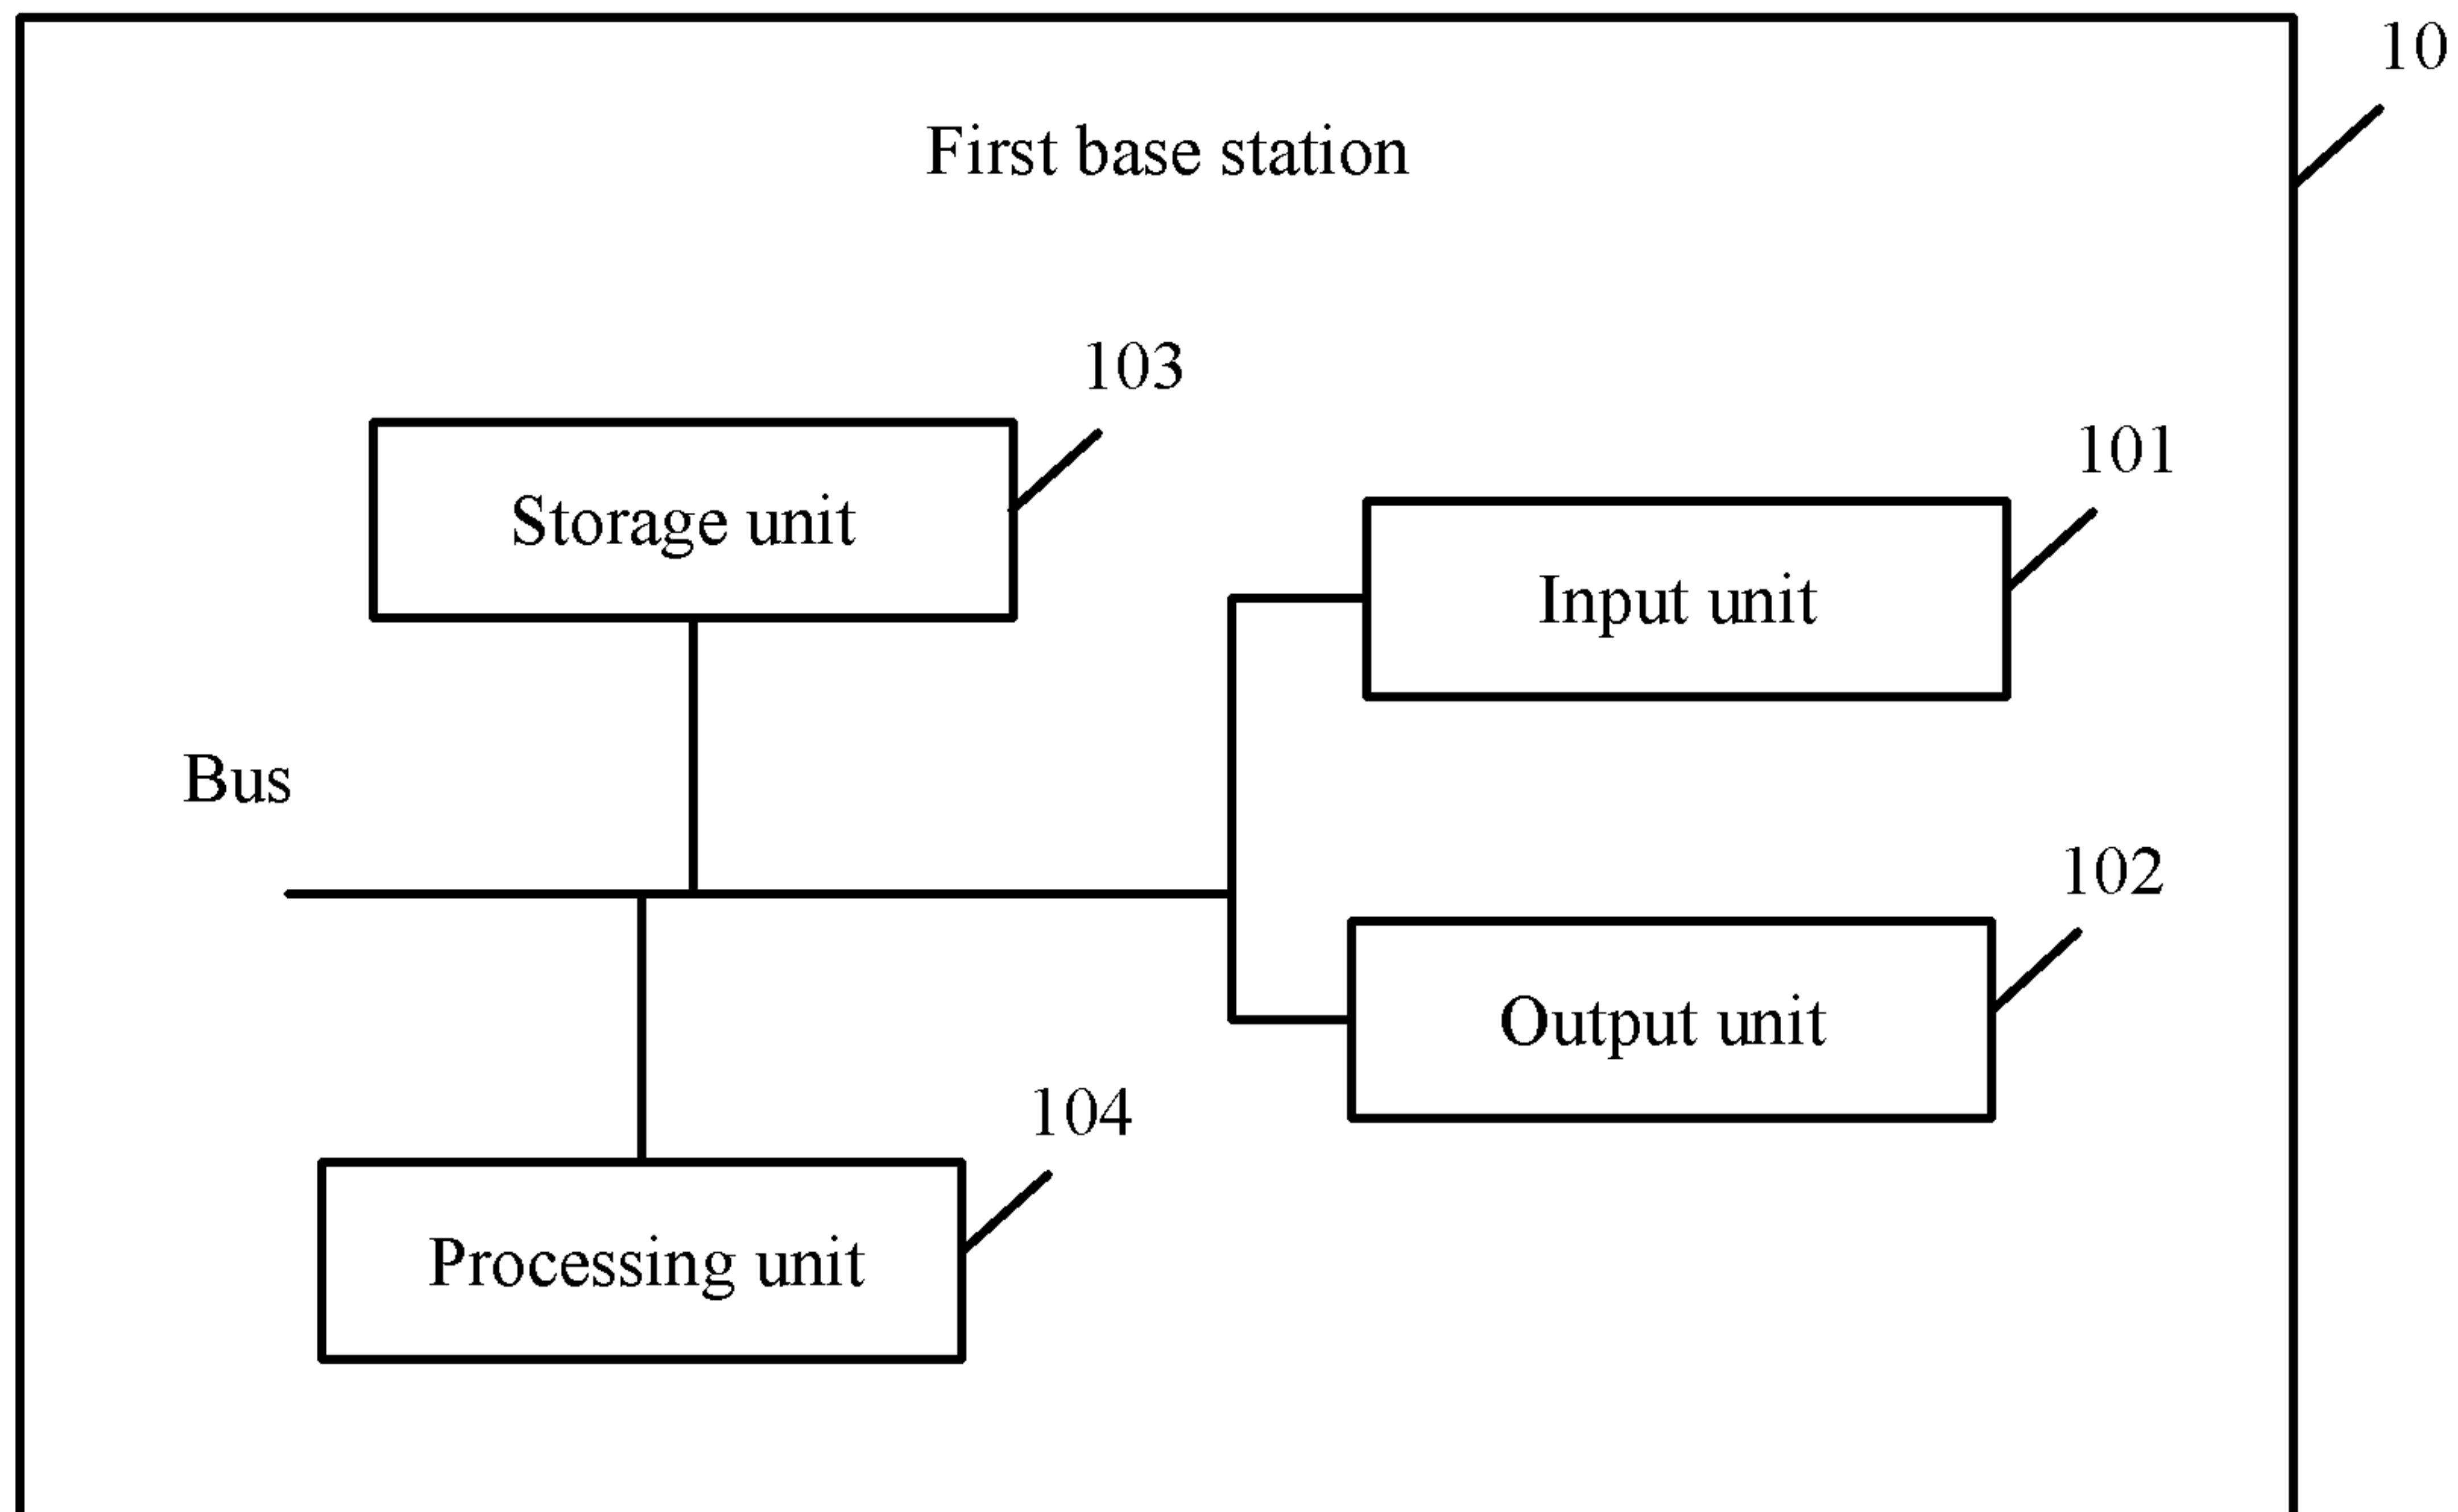 10
First base station
103
Storage unit
101
Input unit
Bus
102
Output unit
104
Processing unit